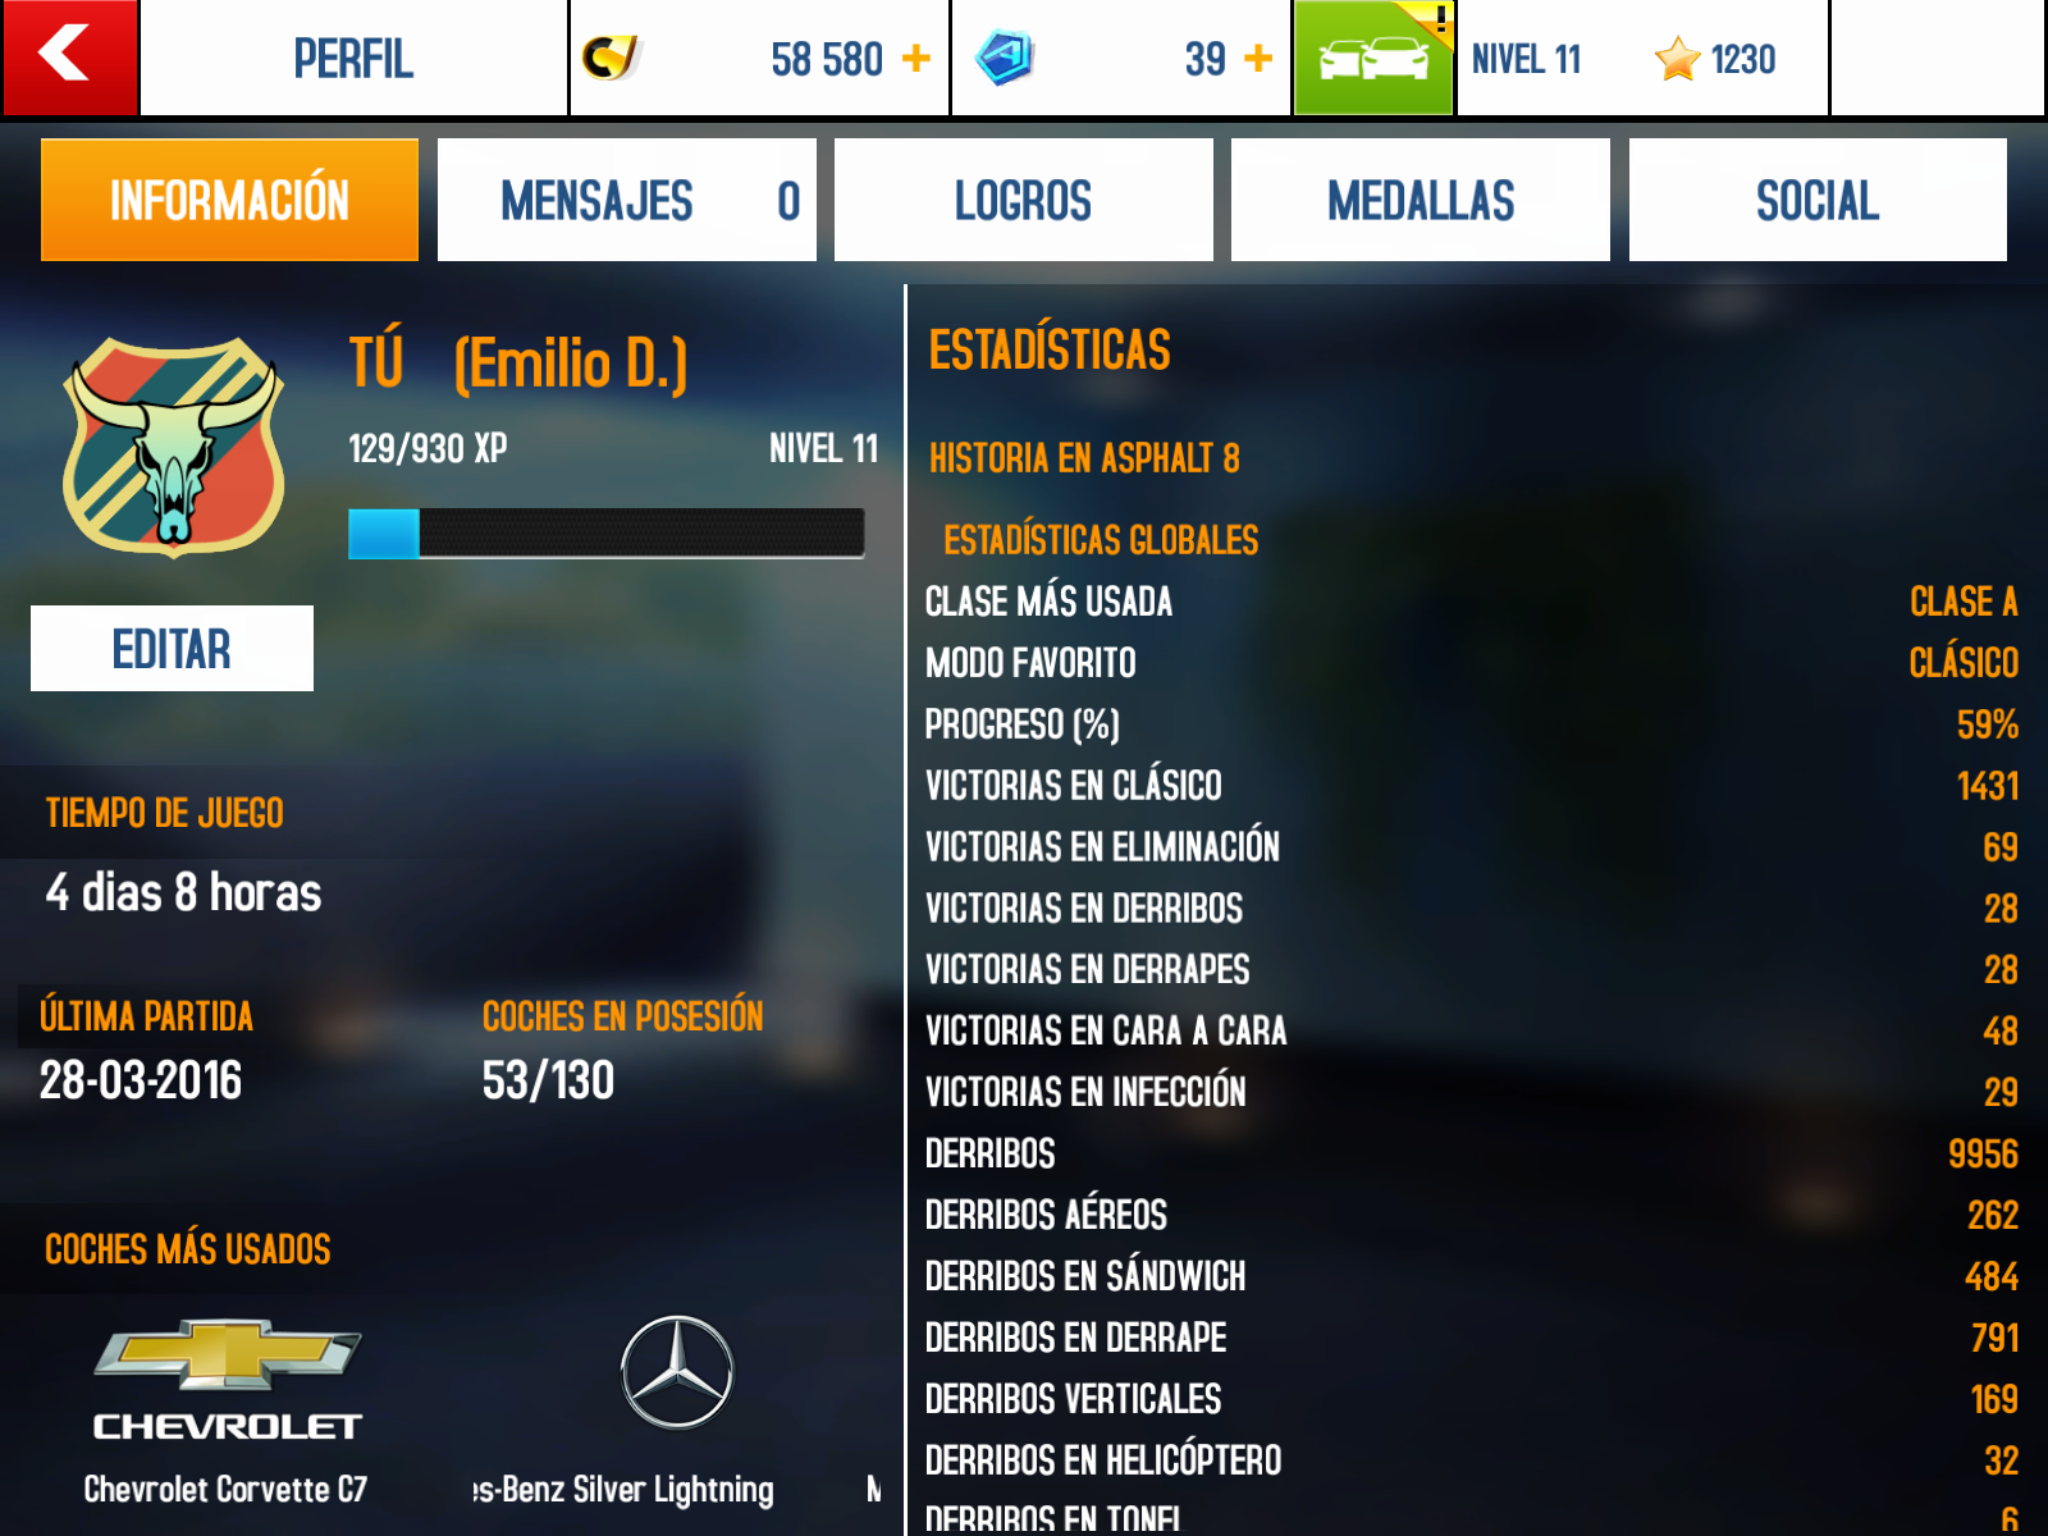 PERFIL
58 580 +
39 +
NIVEL 11
1230
INFORMACIÓN
MENSAJES 0
LOGROS
MEDALLAS
SOCIAL
TÚ (Emilio D.)
129/930 XP NIVEL 11
EDITAR
TIEMPO DE JUEGO
4 dias 8 horas
ÚLTIMA PARTIDA
28-03-2016
COCHES EN POSESIÓN
53/130
COCHES MÁS USADOS
CHEVROLET
Chevrolet Corvette C7
es-Benz Silver Lightning
M
ESTADÍSTICAS
HISTORIA EN ASPHALT 8
ESTADÍSTICAS GLOBALES
CLASE MÁS USADA CLASE A
MODO FAVORITO CLÁSICO
PROGRESO (%) 59%
VICTORIAS EN CLÁSICO 1431
VICTORIAS EN ELIMINACIÓN 69
VICTORIAS EN DERRIBOS 28
VICTORIAS EN DERRAPES 28
VICTORIAS EN CARA A CARA 48
VICTORIAS EN INFECCIÓN 29
DERRIBOS 9956
DERRIBOS AÉREOS 262
DERRIBOS EN SÁNDWICH 484
DERRIBOS EN DERRAPE 791
DERRIBOS VERTICALES 169
DERRIBOS EN HELICÓPTERO 32
DERRIBOS EN TONEL 6